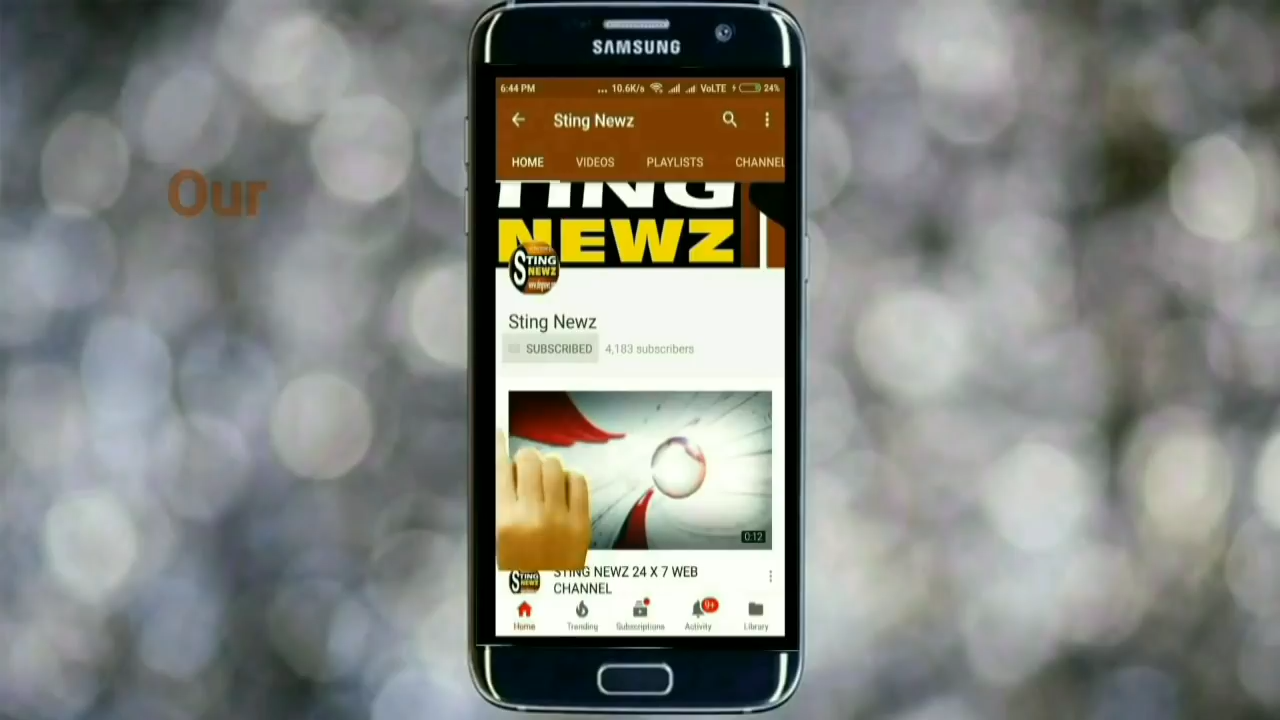 SAMSUNG
6:44 PM ... 10.6K/s VoLTE 24%
Sting Newz
HOME VIDEOS PLAYLISTS CHANNEL
Our
TING
NEWZ
STING
NEWZ
Sting Newz
SUBSCRIBED 4,183 subscribers
0:12
STING NEWZ 24 X 7 WEB
CHANNEL
STING
NEWZ
Home Trending Subscriptions Activity 9+ Library